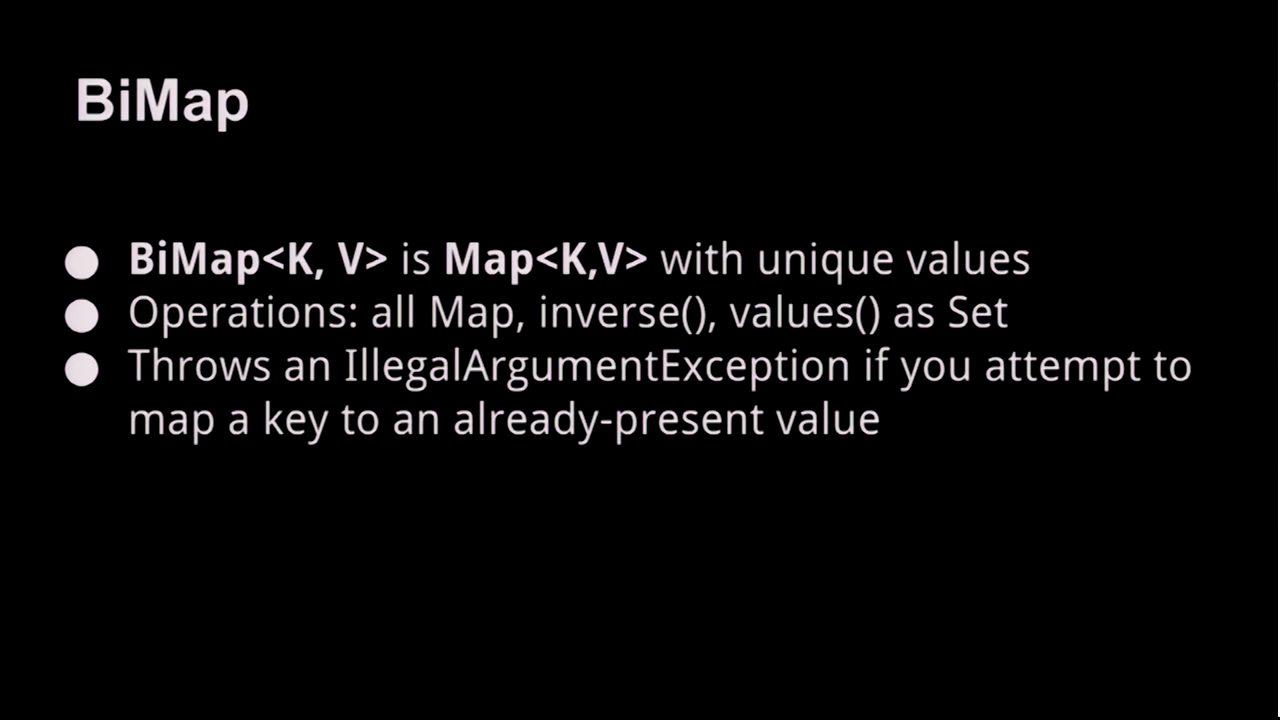 BiMap
● BiMap<K, V> is Map<K,V> with unique values
● Operations: all Map, inverse(), values() as Set
● Throws an IllegalArgumentException if you attempt to
map a key to an already-present value